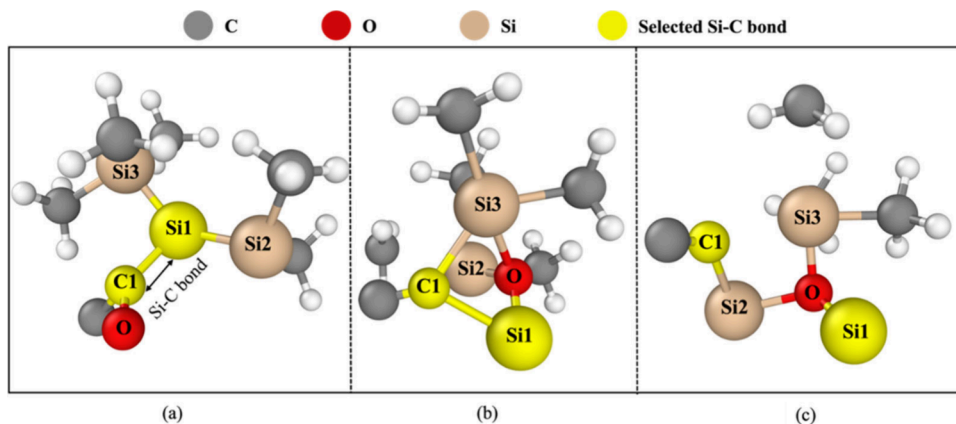 C O Si Selected Si-C bond
Si3
Si1
Si2
C1
Si-C bond
O
Si3
Si2
O
C1
Si1
C1
Si3
Si2
O
Si1
(a) (b) (c)